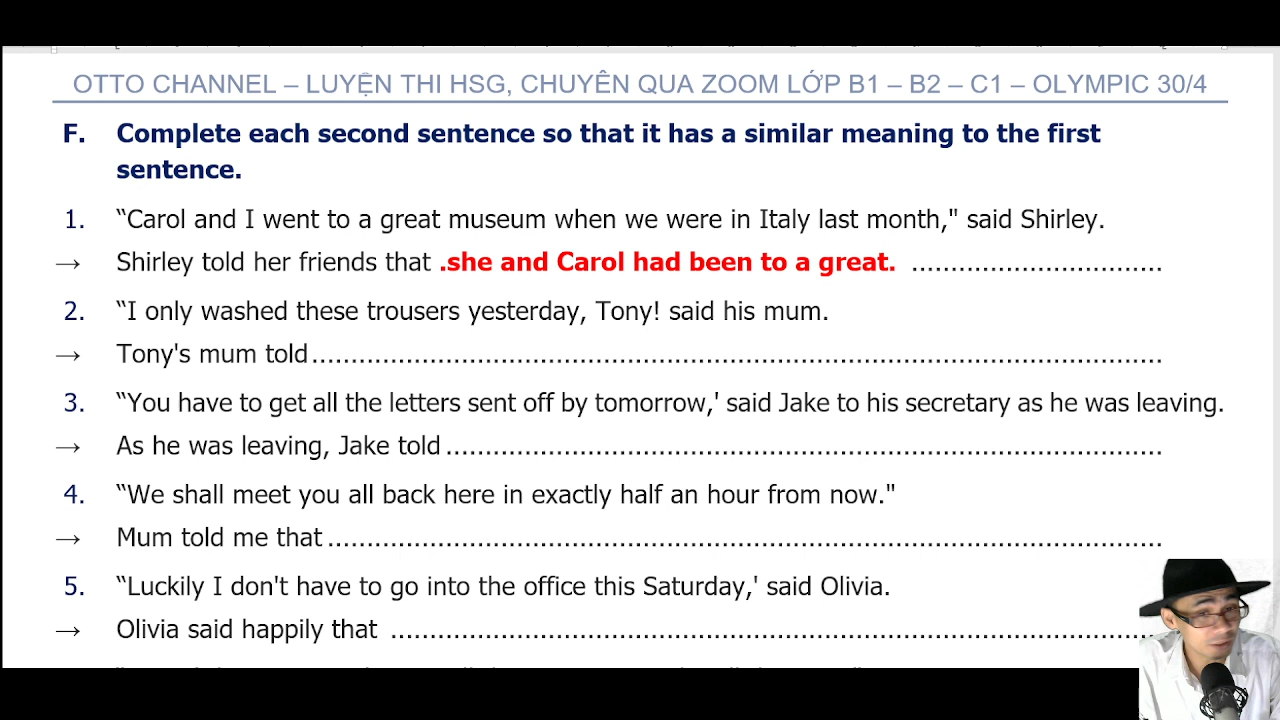 OTTO CHANNEL – LUYỆN THI HSG, CHUYÊN QUA ZOOM LỚP B1 – B2 – C1 – OLYMPIC 30/4
F. Complete each second sentence so that it has a similar meaning to the first
sentence.
1. “Carol and I went to a great museum when we were in Italy last month," said Shirley.
→ Shirley told her friends that .she and Carol had been to a great. ................................
2. “I only washed these trousers yesterday, Tony! said his mum.
→ Tony's mum told............................................................................................................
3. “You have to get all the letters sent off by tomorrow,' said Jake to his secretary as he was leaving.
→ As he was leaving, Jake told...........................................................................................
4. “We shall meet you all back here in exactly half an hour from now."
→ Mum told me that..........................................................................................................
5. “Luckily I don't have to go into the office this Saturday,' said Olivia.
→ Olivia said happily that .................................................................................................